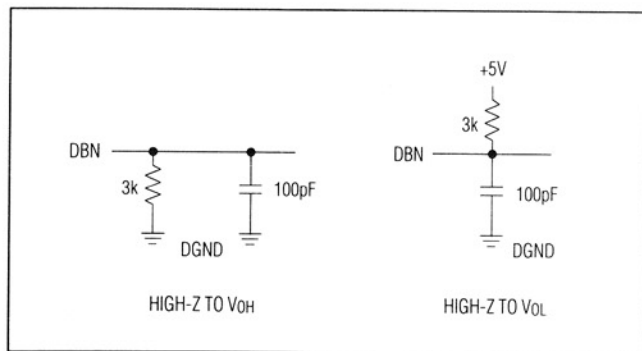 DBN
3k
100pF
DGND
HIGH-Z TO VOH
+5V
3k
DBN
100pF
DGND
HIGH-Z TO VOL